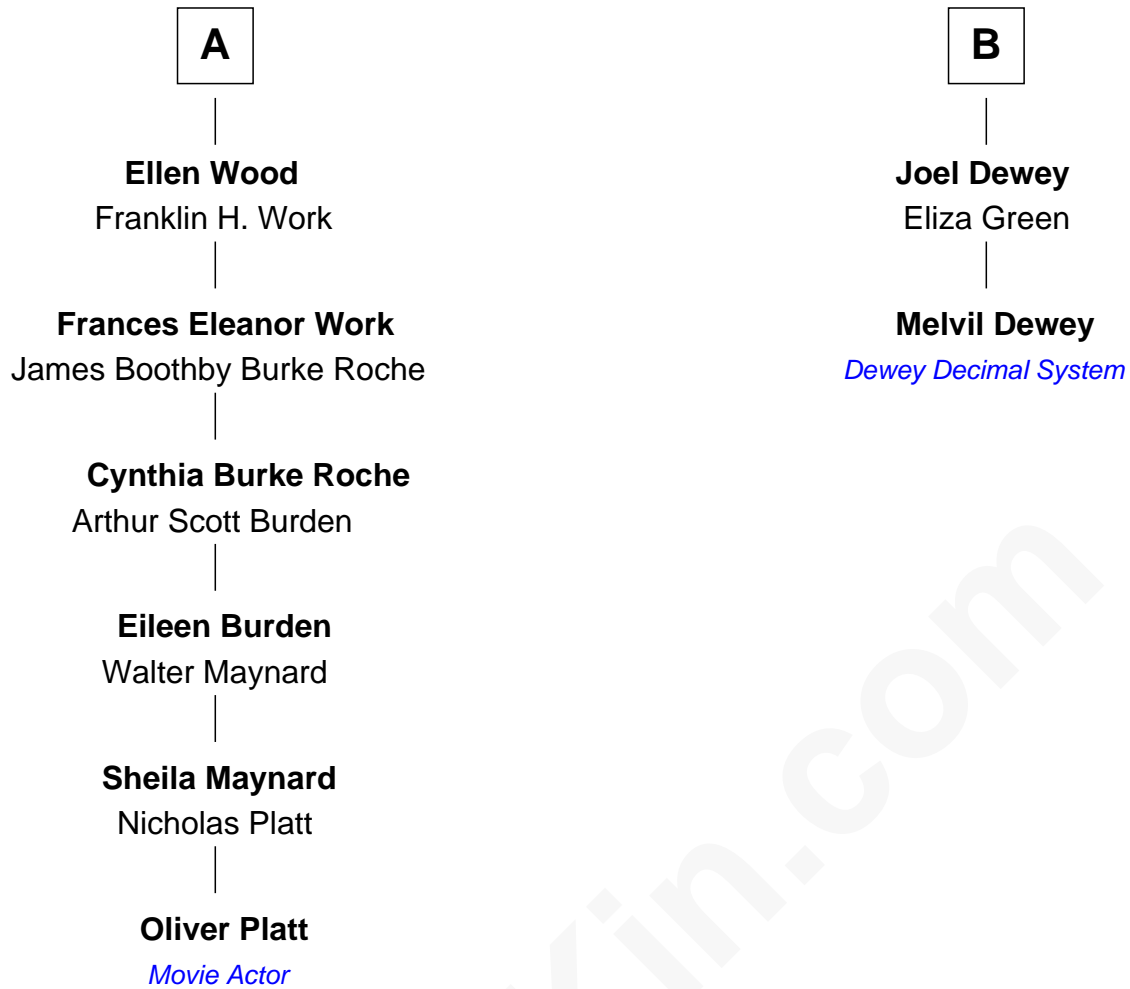 A
B
Ellen Wood
Franklin H. Work
Joel Dewey
Eliza Green
Frances Eleanor Work
James Boothby Burke Roche
Melvil Dewey
Dewey Decimal System
Cynthia Burke Roche
Arthur Scott Burden
Eileen Burden
Walter Maynard
Sheila Maynard
Nicholas Platt
Oliver Platt
Movie Actor
kin.com